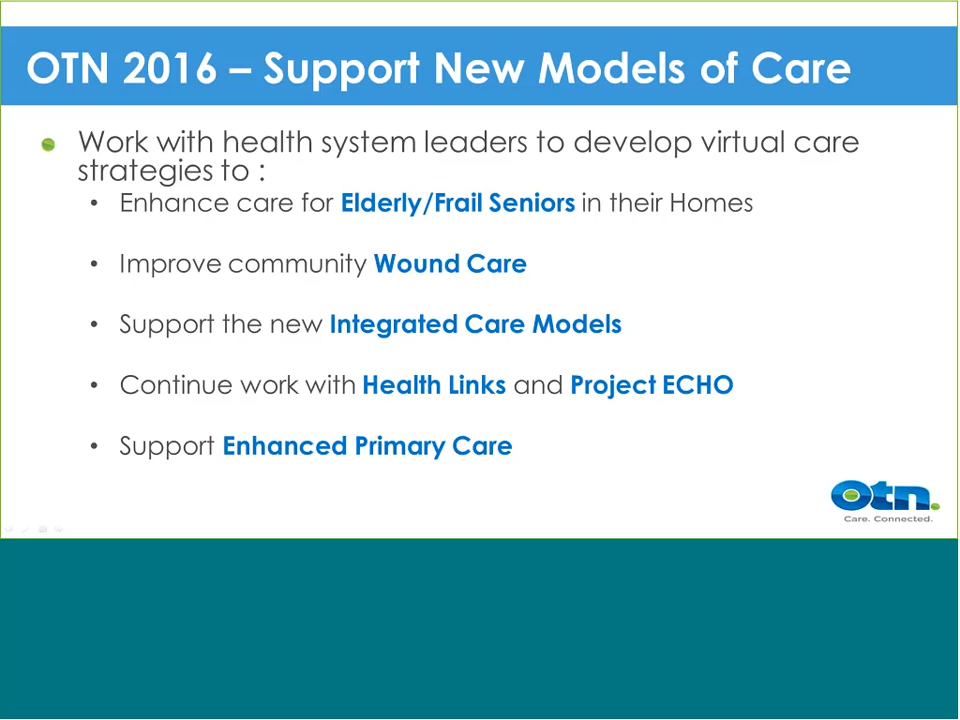 OTN 2016 – Support New Models of Care
Work with health system leaders to develop virtual care
strategies to :
• Enhance care for Elderly/Frail Seniors in their Homes
• Improve community Wound Care
• Support the new Integrated Care Models
• Continue work with Health Links and Project ECHO
• Support Enhanced Primary Care
otn.
Care. Connected.